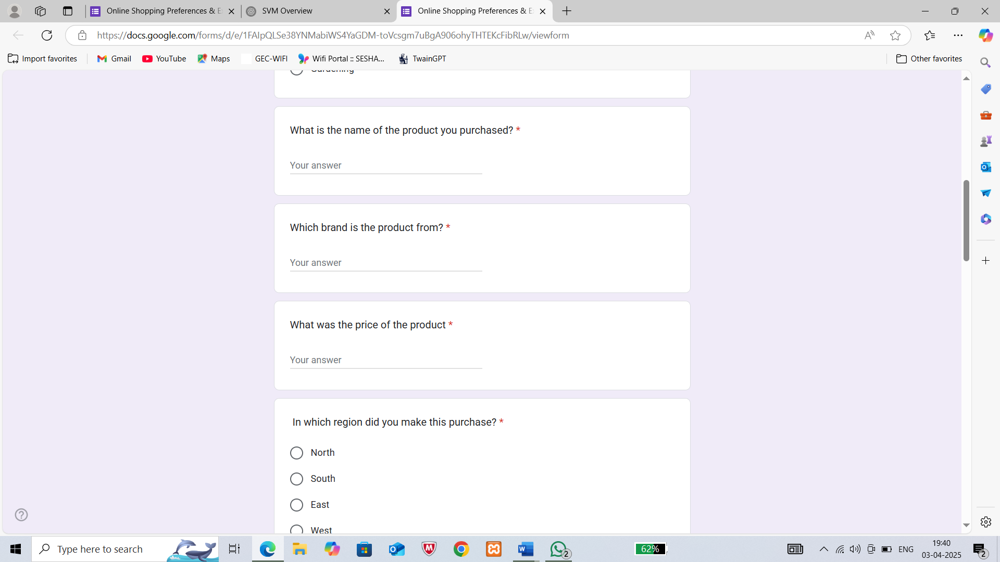 Online Shopping Preferences & E
SVM Overview
Online Shopping Preferences & E
https://docs.google.com/forms/d/e/1FAIpQLSe38YNMabiWS4YaGDM-toVcsgm7uBgA906ohyTHTEKcFibRLw/viewform
Import favorites
Gmail
YouTube
Maps
GEC-WIFI
Wifi Portal :: SESHA...
TwainGPT
Other favorites
Gardening
What is the name of the product you purchased? *
Your answer
Which brand is the product from? *
Your answer
What was the price of the product *
Your answer
In which region did you make this purchase? *
North
South
East
West
Type here to search
62%
ENG
19:40
03-04-2025
2
2